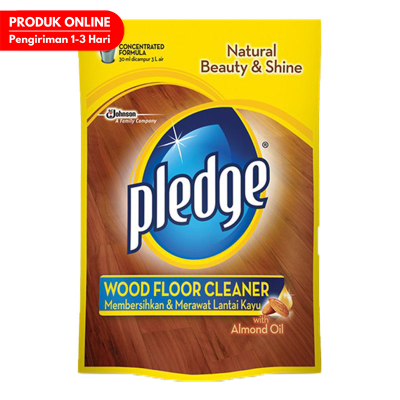 PRODUK ONLINE
Pengiriman 1-3 Hari
CONCENTRATED
FORMULA
30 ml dicampur 3 L air
Natural
Beauty & Shine
SC Johnson
A Family Company
pledge®
WOOD FLOOR CLEANER
Membersihkan & Merawat Lantai Kayu
with
Almond Oil